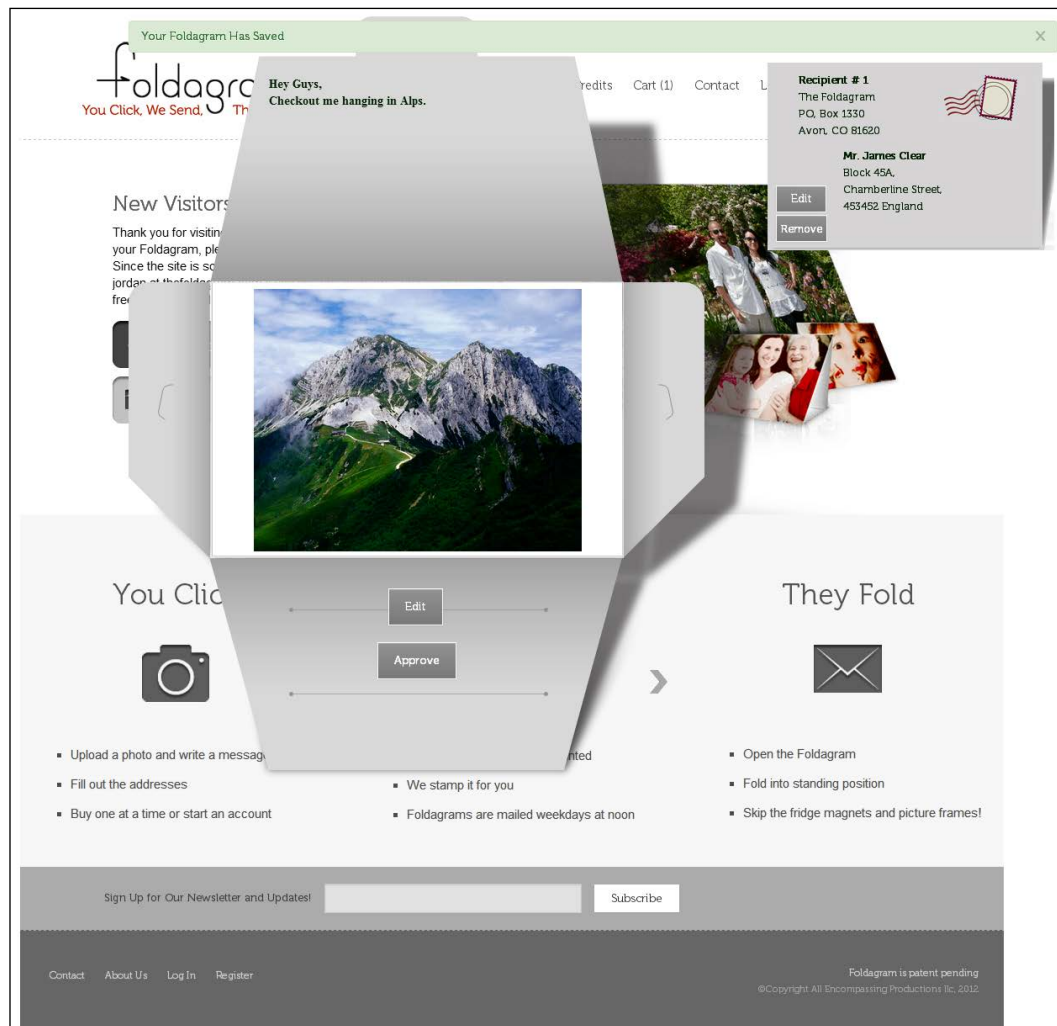 Your Foldagram Has Saved
×
foldagra
You Click, We Send, Th
redits Cart (1) Contact L
Hey Guys,
Checkout me hanging in Alps.
Recipient # 1
The Foldagram
PO, Box 1330
Avon, CO 81620
Mr. James Clear
Block 45A,
Chamberline Street,
453452 England
Edit
Remove
New Visitors
Thank you for visiting
your Foldagram, ple
Since the site is so
jordan at thefoldag
free
Edit
Approve
You Clic
They Fold
Upload a photo and write a message
Fill out the addresses
Buy one at a time or start an account
nted
We stamp it for you
Foldagrams are mailed weekdays at noon
Open the Foldagram
Fold into standing position
Skip the fridge magnets and picture frames!
Sign Up for Our Newsletter and Updates!
Subscribe
Contact About Us Log In Register
Foldagram is patent pending
©Copyright All Encompassing Productions llc, 2012